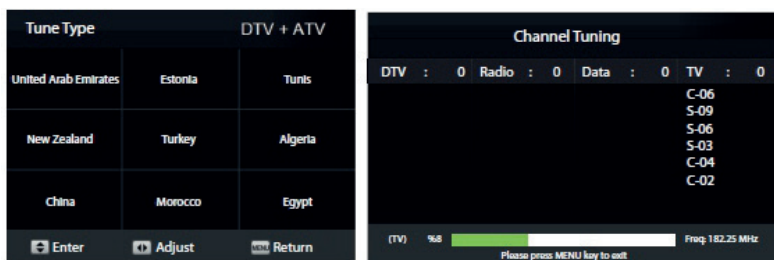 Tune Type DTV + ATV
United Arab Emirates Estonia Tunis
New Zealand Turkey Algeria
China Morocco Egypt
Enter Adjust MENU Return
Channel Tuning
DTV : 0 Radio : 0 Data : 0 TV : 0
C-06
S-09
S-06
S-03
C-04
C-02
(TV) %8 Freq: 182.25 MHz
Please press MENU key to exit